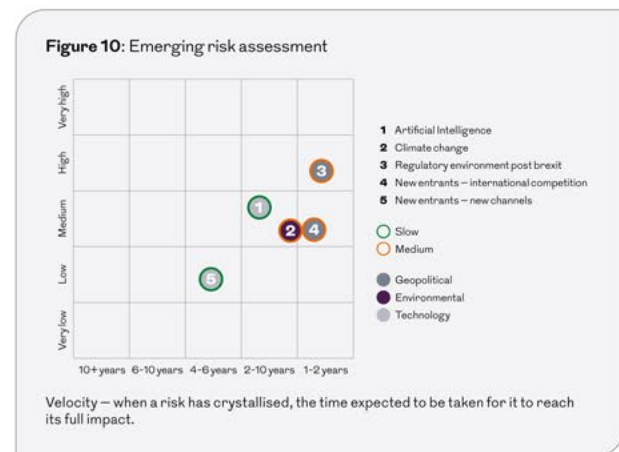 Figure 10: Emerging risk assessment
Very high
High
Medium
Low
Very low
3
1
2
4
5
10+ years
6-10 years
4-6 years
2-10 years
1-2 years
1 Artificial Intelligence
2 Climate change
3 Regulatory environment post brexit
4 New entrants – international competition
5 New entrants – new channels
Slow
Medium
Geopolitical
Environmental
Technology
Velocity – when a risk has crystallised, the time expected to be taken for it to reach
its full impact.